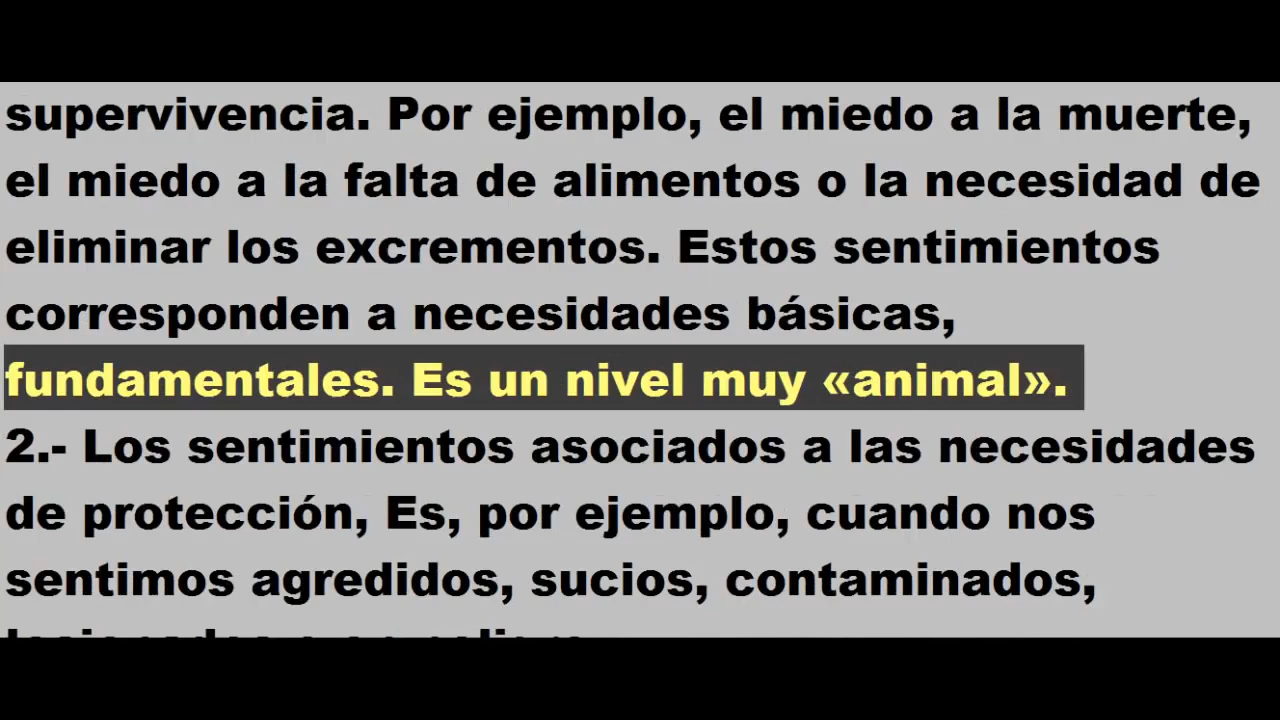 supervivencia. Por ejemplo, el miedo a la muerte,
el miedo a la falta de alimentos o la necesidad de
eliminar los excrementos. Estos sentimientos
corresponden a necesidades básicas,
fundamentales. Es un nivel muy «animal».
2.- Los sentimientos asociados a las necesidades
de protección, Es, por ejemplo, cuando nos
sentimos agredidos, sucios, contaminados,